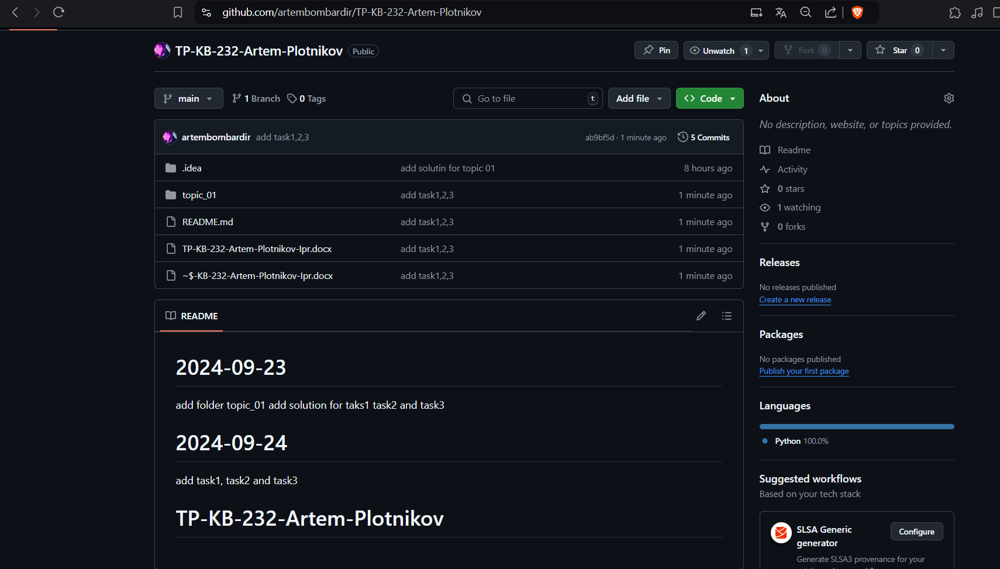 github.com/artembombardir/TP-KB-232-Artem-Plotnikov
TP-KB-232-Artem-Plotnikov Public Pin Unwatch 1 Fork 0 Star 0
main 1 Branch 0 Tags Go to file t Add file Code
artembombardir add task1,2,3 ab9bf5d · 1 minute ago 5 Commits
.idea add solutin for topic 01 8 hours ago
topic_01 add task1,2,3 1 minute ago
README.md add task1,2,3 1 minute ago
TP-KB-232-Artem-Plotnikov-lpr.docx add task1,2,3 1 minute ago
~$-KB-232-Artem-Plotnikov-lpr.docx add task1,2,3 1 minute ago
README
2024-09-23
add folder topic_01 add solution for taks1 task2 and task3
2024-09-24
add task1, task2 and task3
TP-KB-232-Artem-Plotnikov
About
No description, website, or topics provided.
Readme
Activity
0 stars
1 watching
0 forks
Releases
No releases published
Create a new release
Packages
No packages published
Publish your first package
Languages
Python 100.0%
Suggested workflows
Based on your tech stack
SLSA Generic
generator
Configure
Generate SLSA3 provenance for your